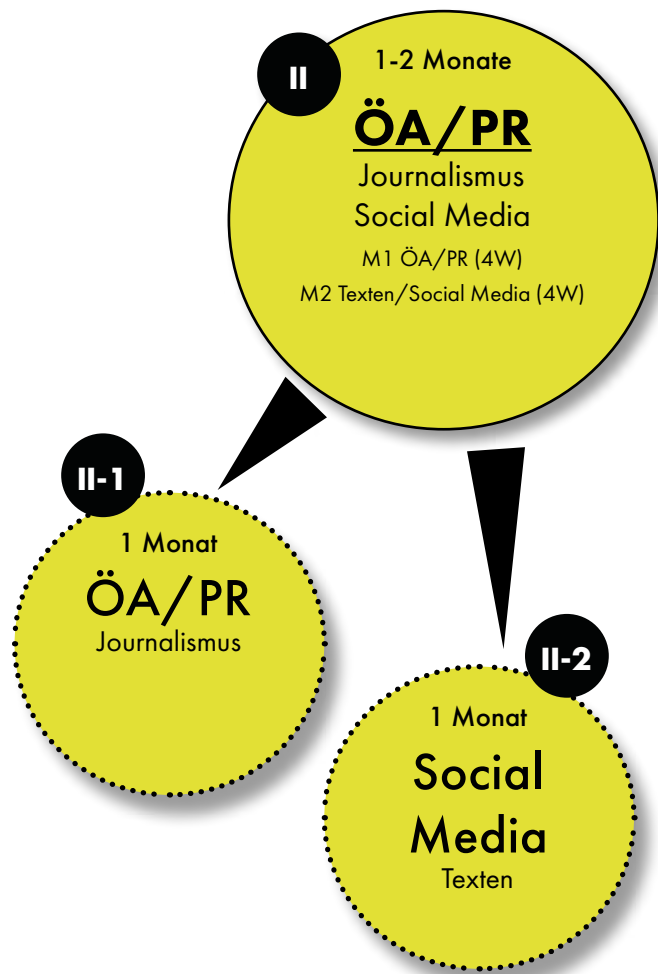 II
1-2 Monate
ÖA/PR
Journalismus
Social Media
M1 ÖA/PR (4W)
M2 Texten/Social Media (4W)
II-1
1 Monat
ÖA/PR
Journalismus
II-2
1 Monat
Social
Media
Texten